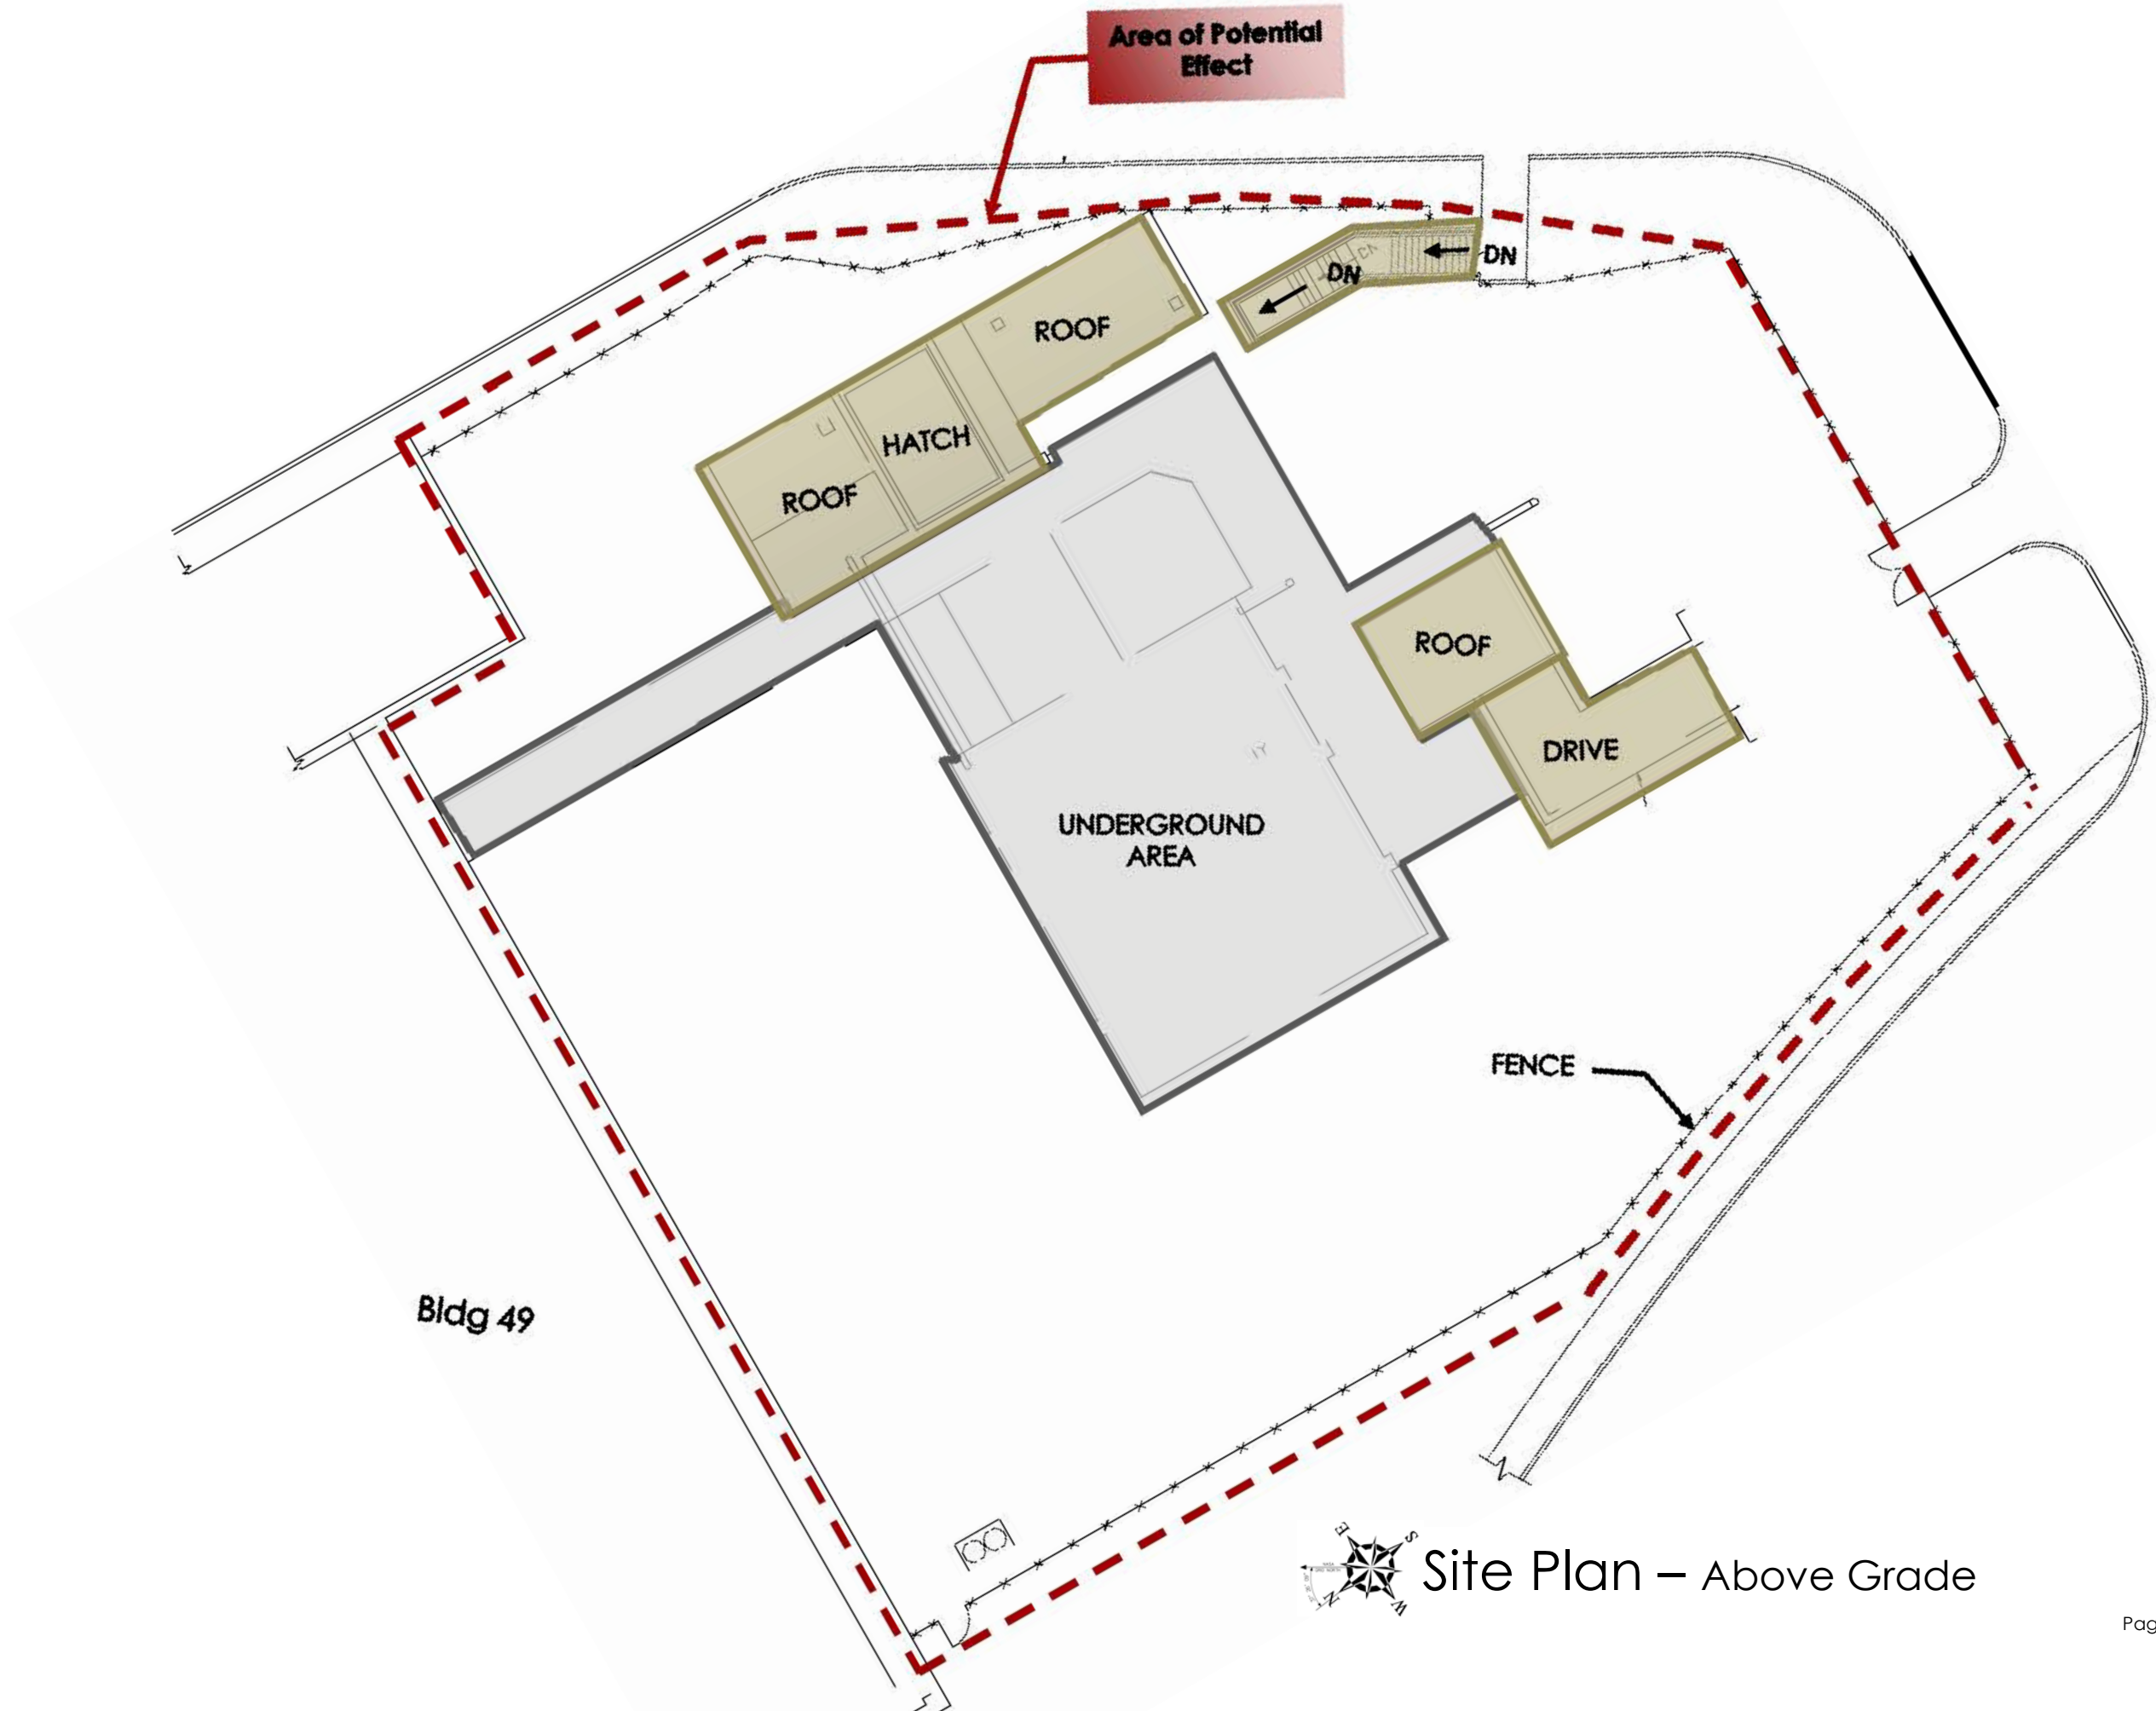 Area of Potential
Effect
DN
DN
ROOF
HATCH
ROOF
ROOF
DRIVE
UNDERGROUND
AREA
FENCE
Bldg 49
E
S
N
W
Site Plan – Above Grade
Pag